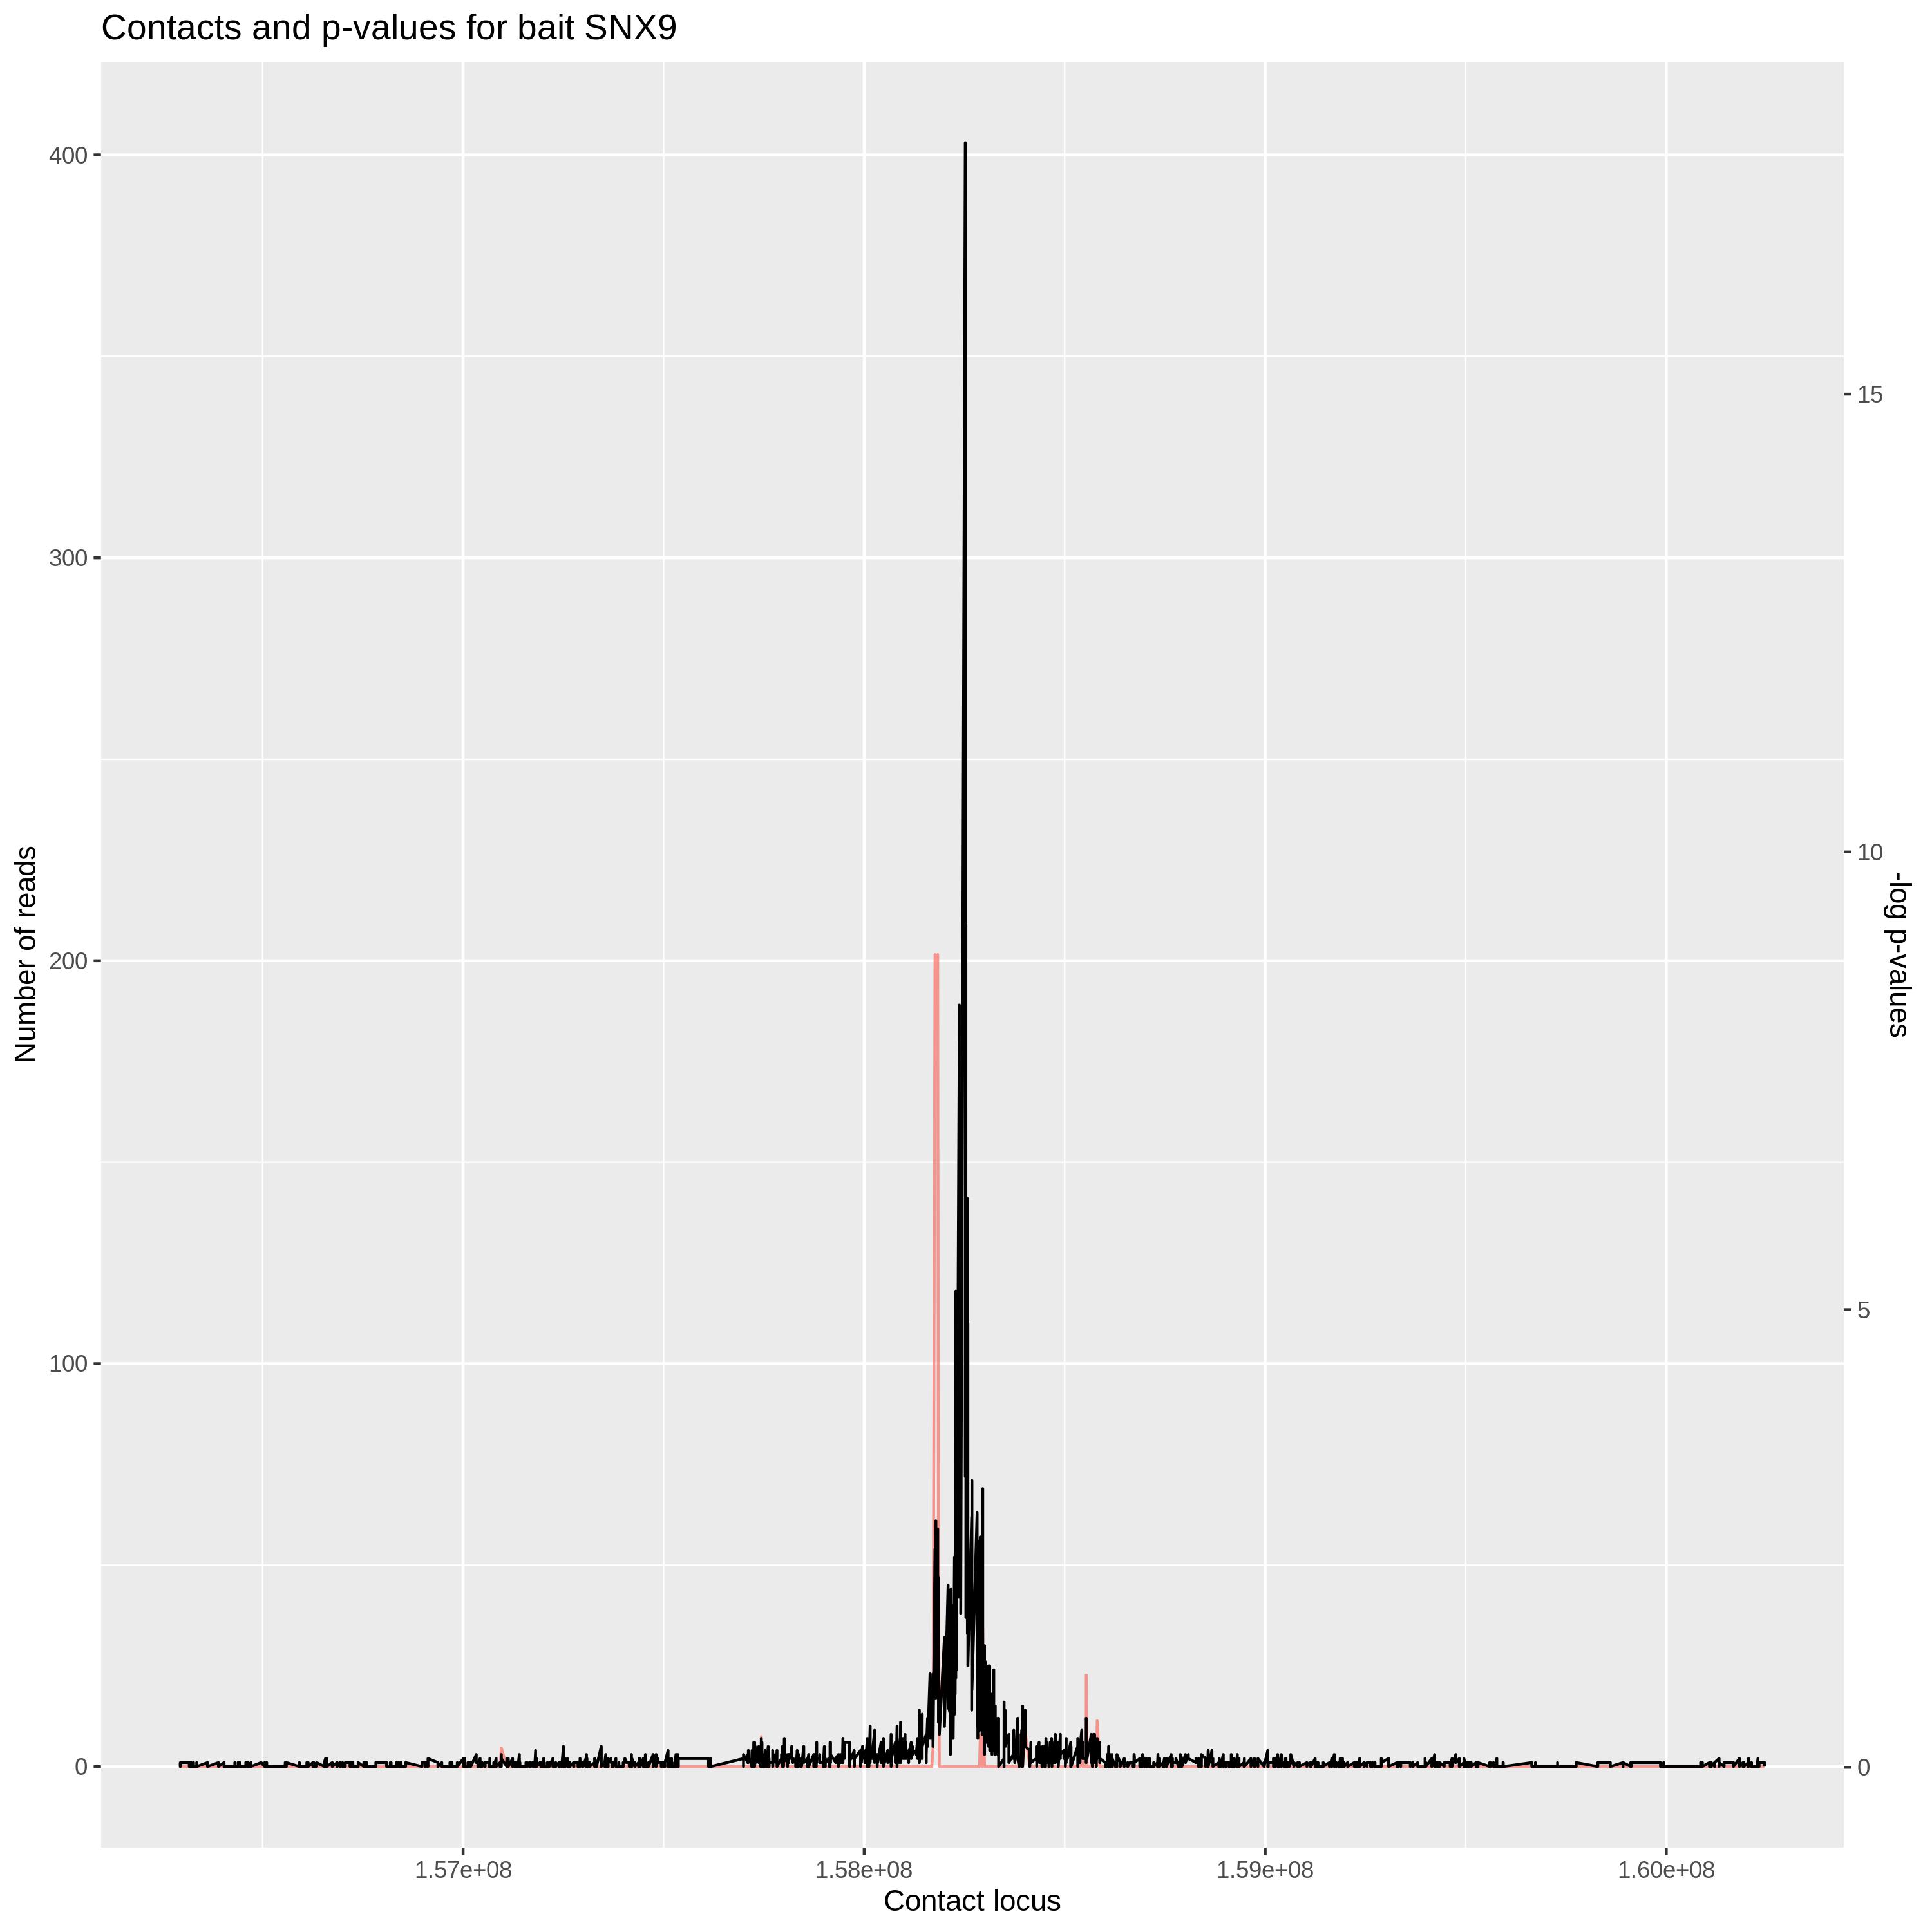 Contacts and p-values for bait SNX9
400
300
200
100
0
Number of reads
15
10
5
0
-log p-values
1.57e+08
1.58e+08
1.59e+08
1.60e+08
Contact locus